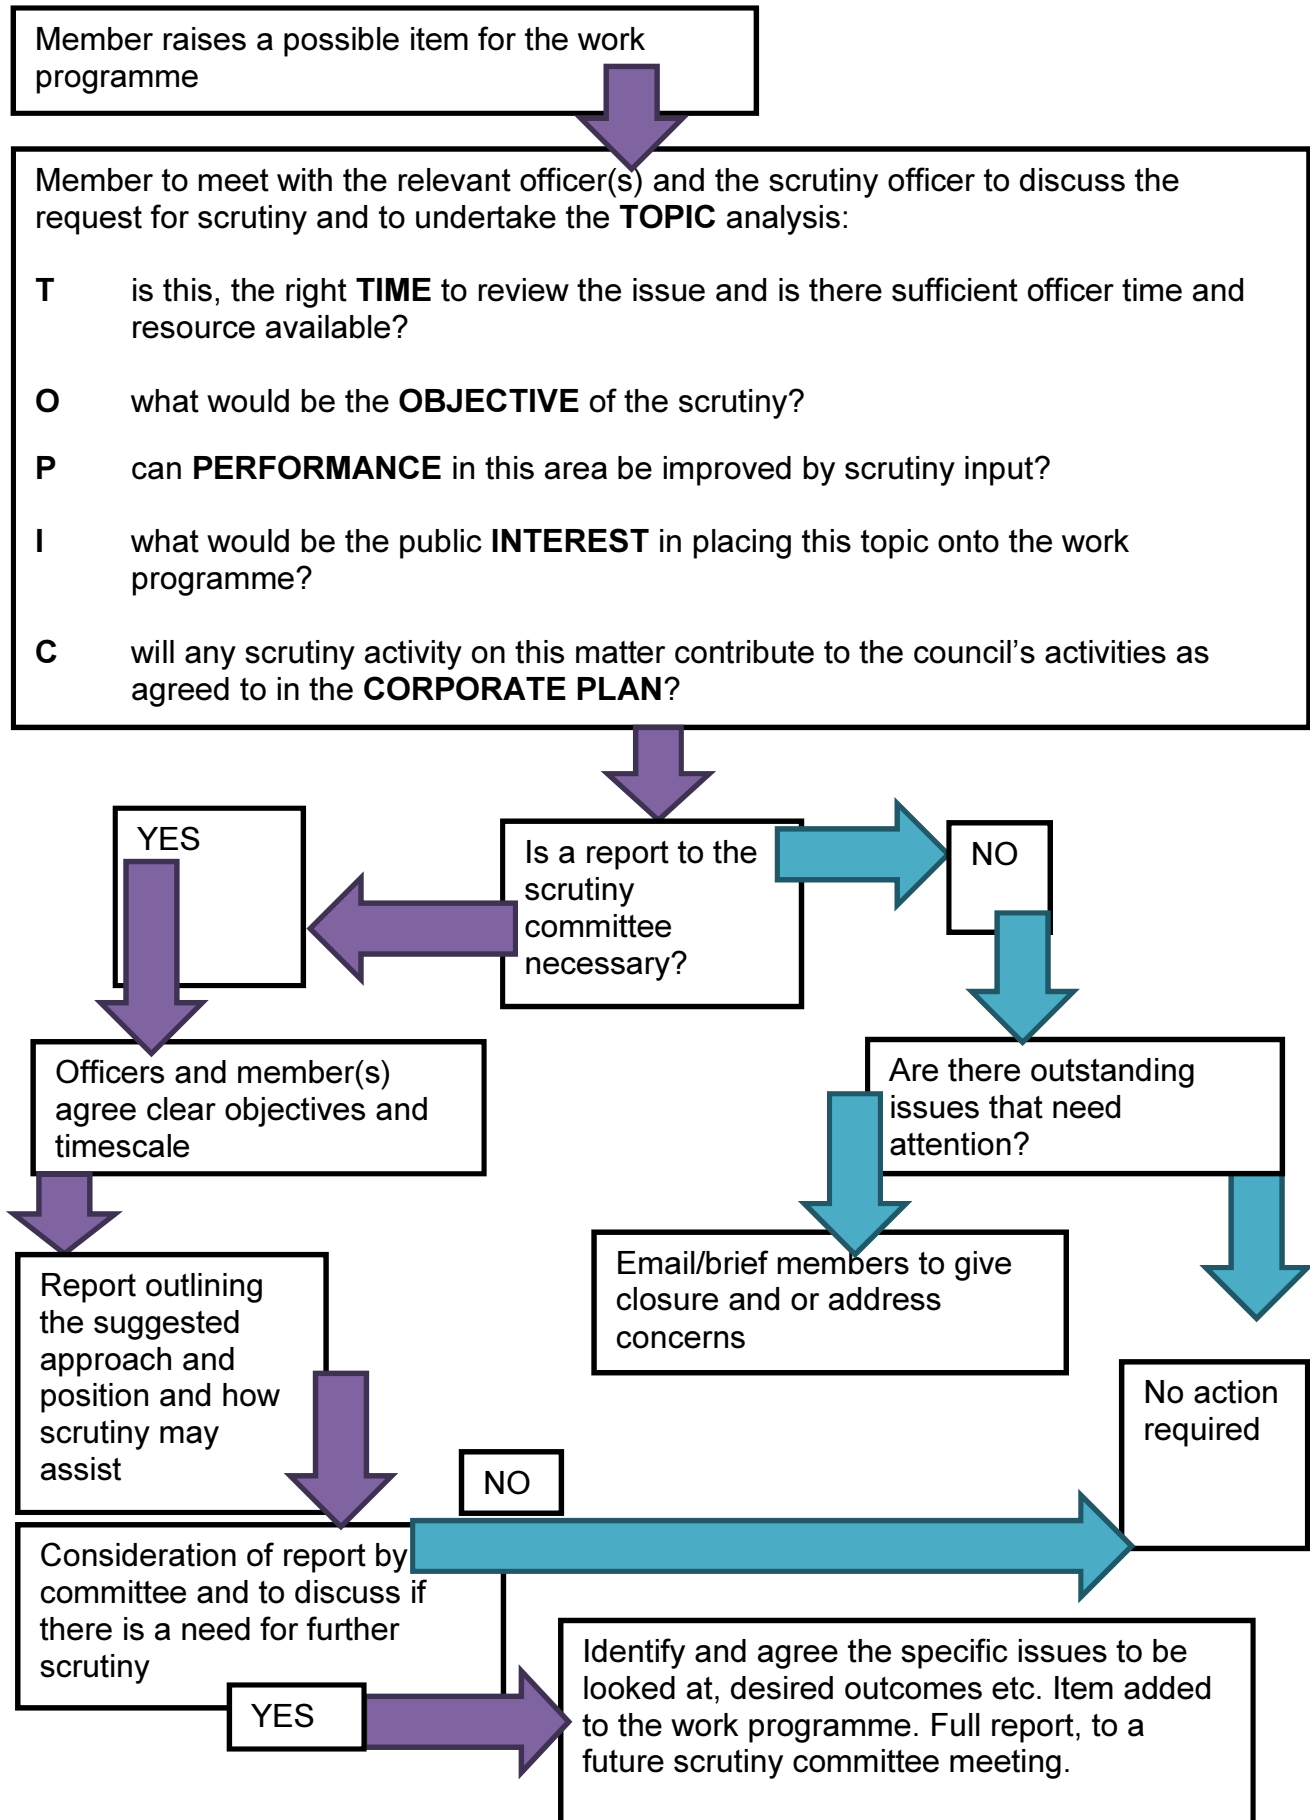 Member raises a possible item for the work
programme
Member to meet with the relevant officer(s) and the scrutiny officer to discuss the
request for scrutiny and to undertake the TOPIC analysis:
T is this, the right TIME to review the issue and is there sufficient officer time and
resource available?
O what would be the OBJECTIVE of the scrutiny?
P can PERFORMANCE in this area be improved by scrutiny input?
I what would be the public INTEREST in placing this topic onto the work
programme?
C will any scrutiny activity on this matter contribute to the council's activities as
agreed to in the CORPORATE PLAN?
YES
Is a report to the
scrutiny
committee
necessary?
NO
Officers and member(s)
agree clear objectives and
timescale
Are there outstanding
issues that need
attention?
Report outlining
the suggested
approach and
position and how
scrutiny may
assist
Email/brief members to give
closure and or address
concerns
No action
required
NO
Consideration of report by
committee and to discuss if
there is a need for further
scrutiny
YES
Identify and agree the specific issues to be
looked at, desired outcomes etc. Item added
to the work programme. Full report, to a
future scrutiny committee meeting.